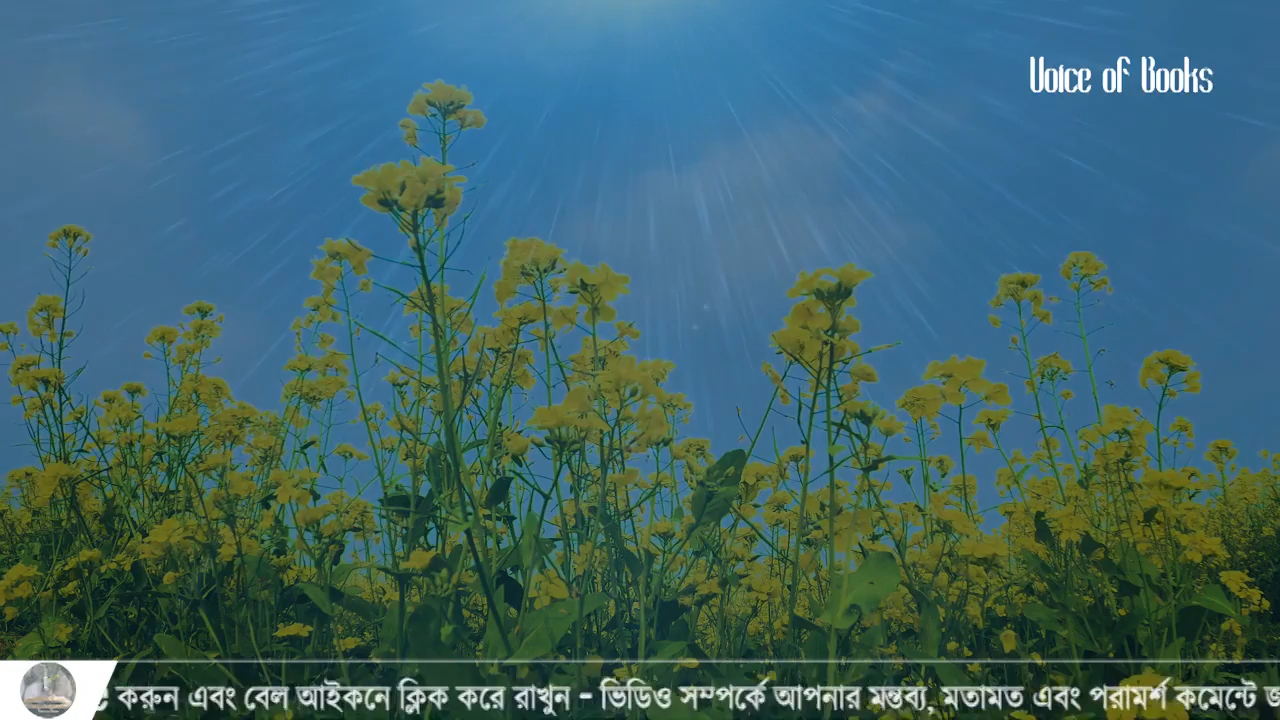 Voice of Books
করুন এবং বেল আইকনে ক্লিক করে রাখুন - ভিডিও সম্পর্কে আপনার মন্তব্য, মতামত এবং পরামর্শ কমেন্টে